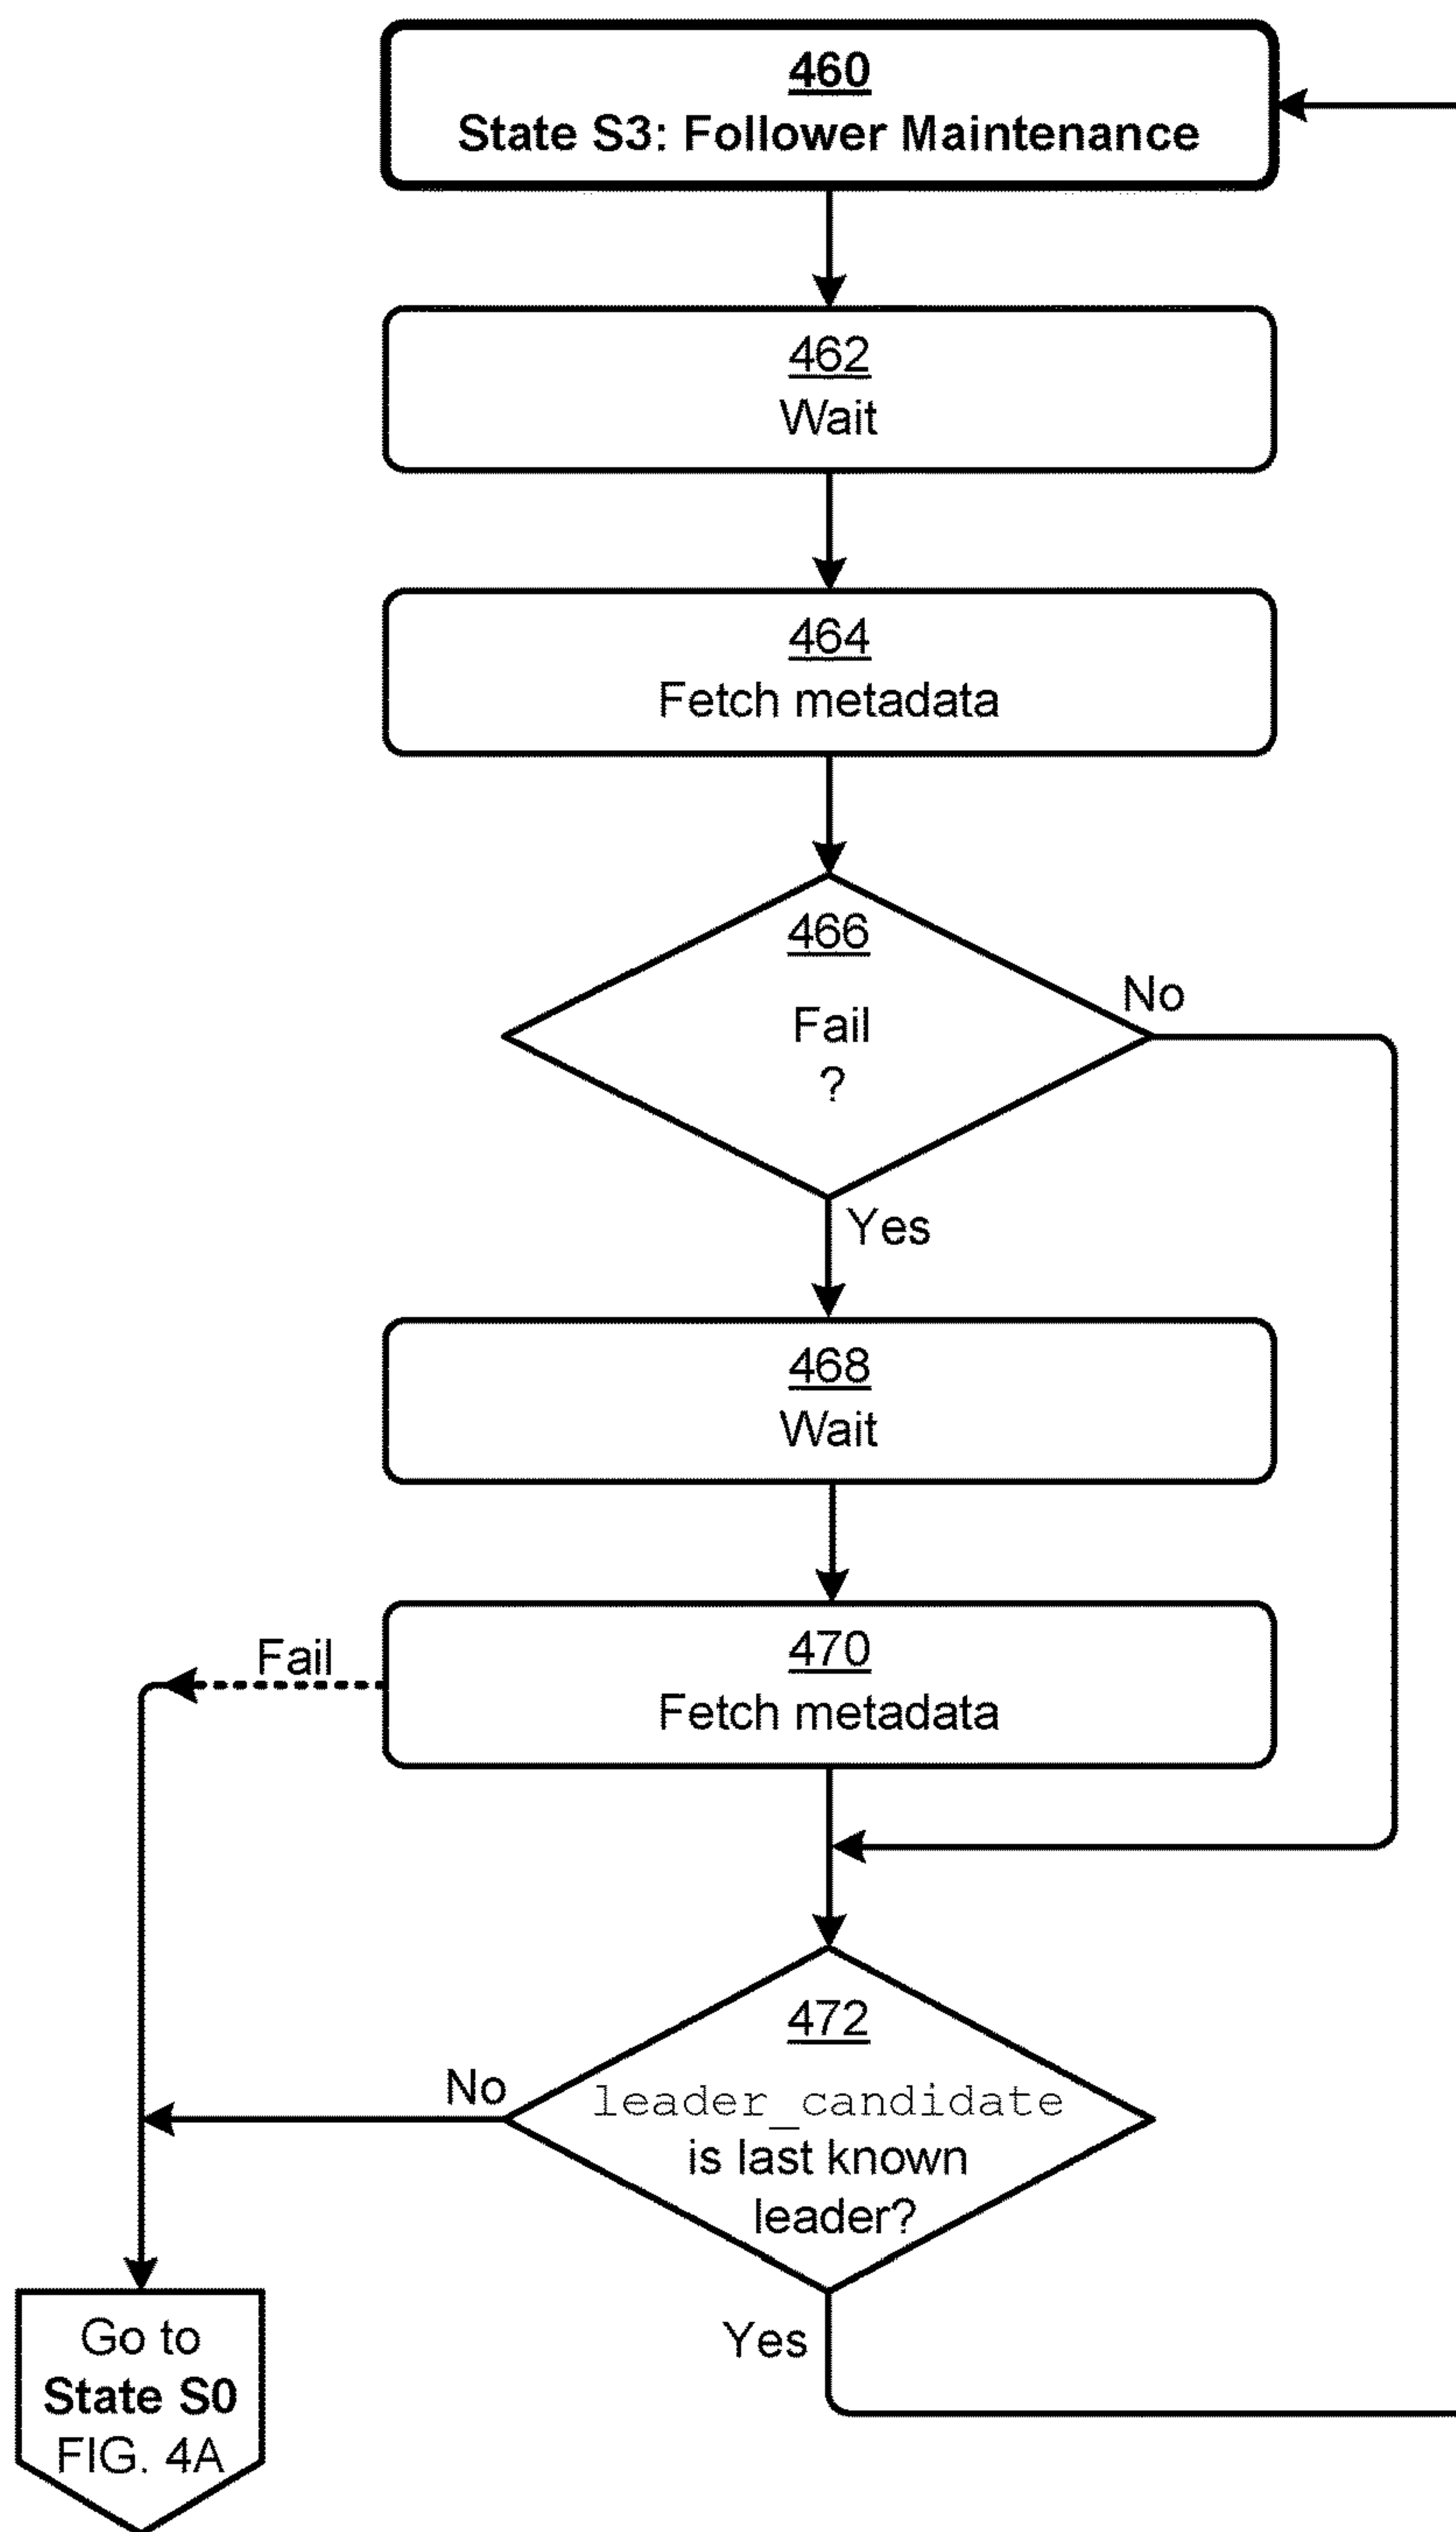 460
State S3: Follower Maintenance
462
Wait
464
Fetch metadata
466
Fail
?
No
Yes
468
Wait
Fail
470
Fetch metadata
472
leader_candidate
is last known
leader?
No
Yes
Go to
State S0
FIG. 4A